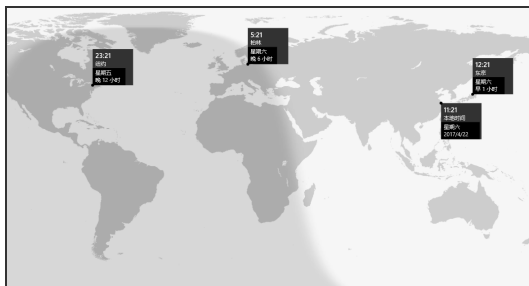 23:21
纽约
星期五
晚 12 小时
5:21
柏林
星期六
晚 6 小时
12:21
东京
星期六
早 1 小时
11:21
本地时间
星期六
2017/4/22